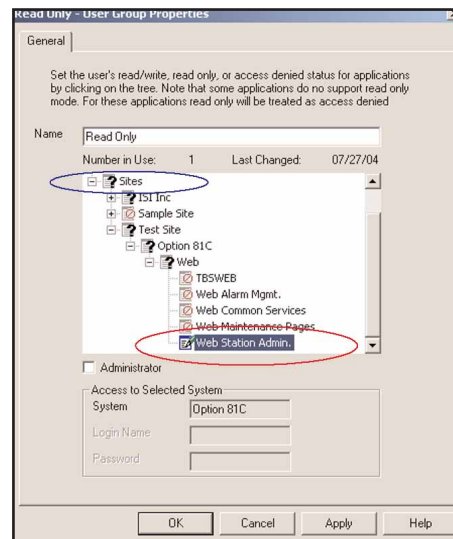 Read Only - User Group Properties
General
Set the user's read/write, read only, or access denied status for applications
by clicking on the tree. Note that some applications do no support read only
mode. For these applications read only will be treated as access denied
Name
Read Only
Number in Use: 1 Last Changed: 07/27/04
Sites
ISI Inc
Sample Site
Test Site
Option 81C
Web
TBSWEB
Web Alarm Mgmt.
Web Common Services
Web Maintenance Pages
Web Station Admin.
Administrator
Access to Selected System
System Option 81C
Login Name
Password
OK Cancel Apply Help